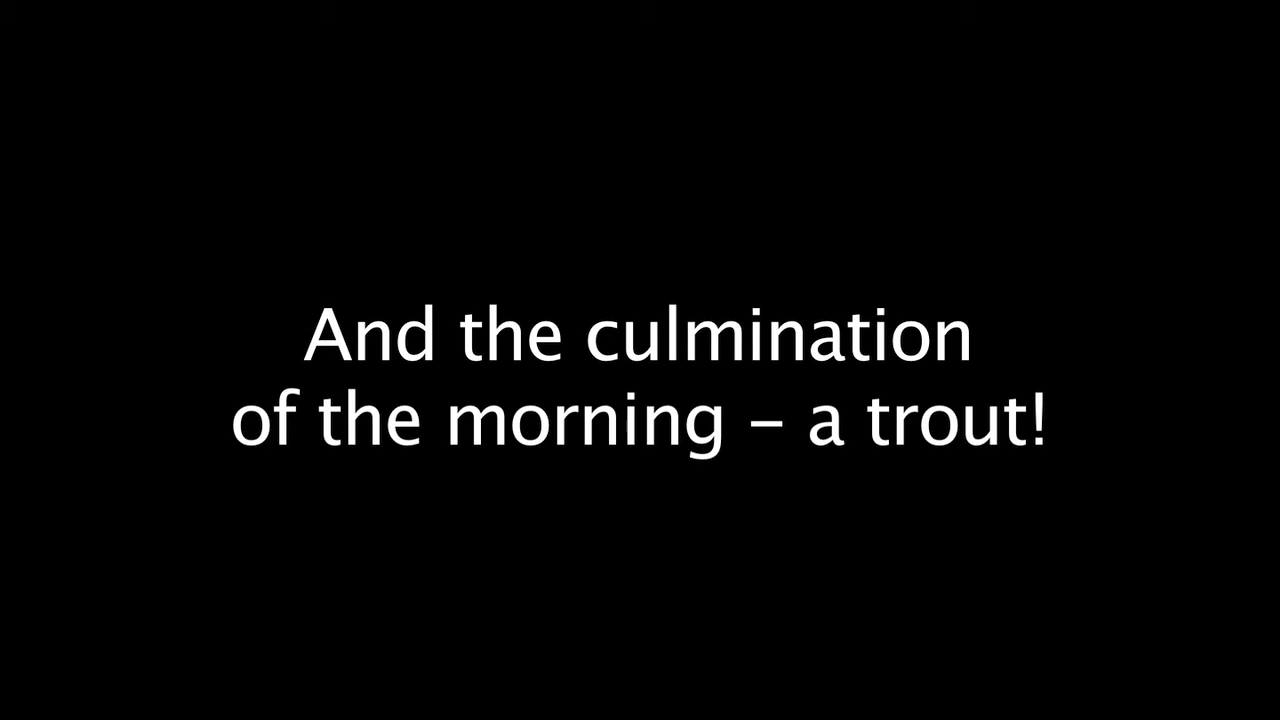 And the culmination
of the morning – a trout!